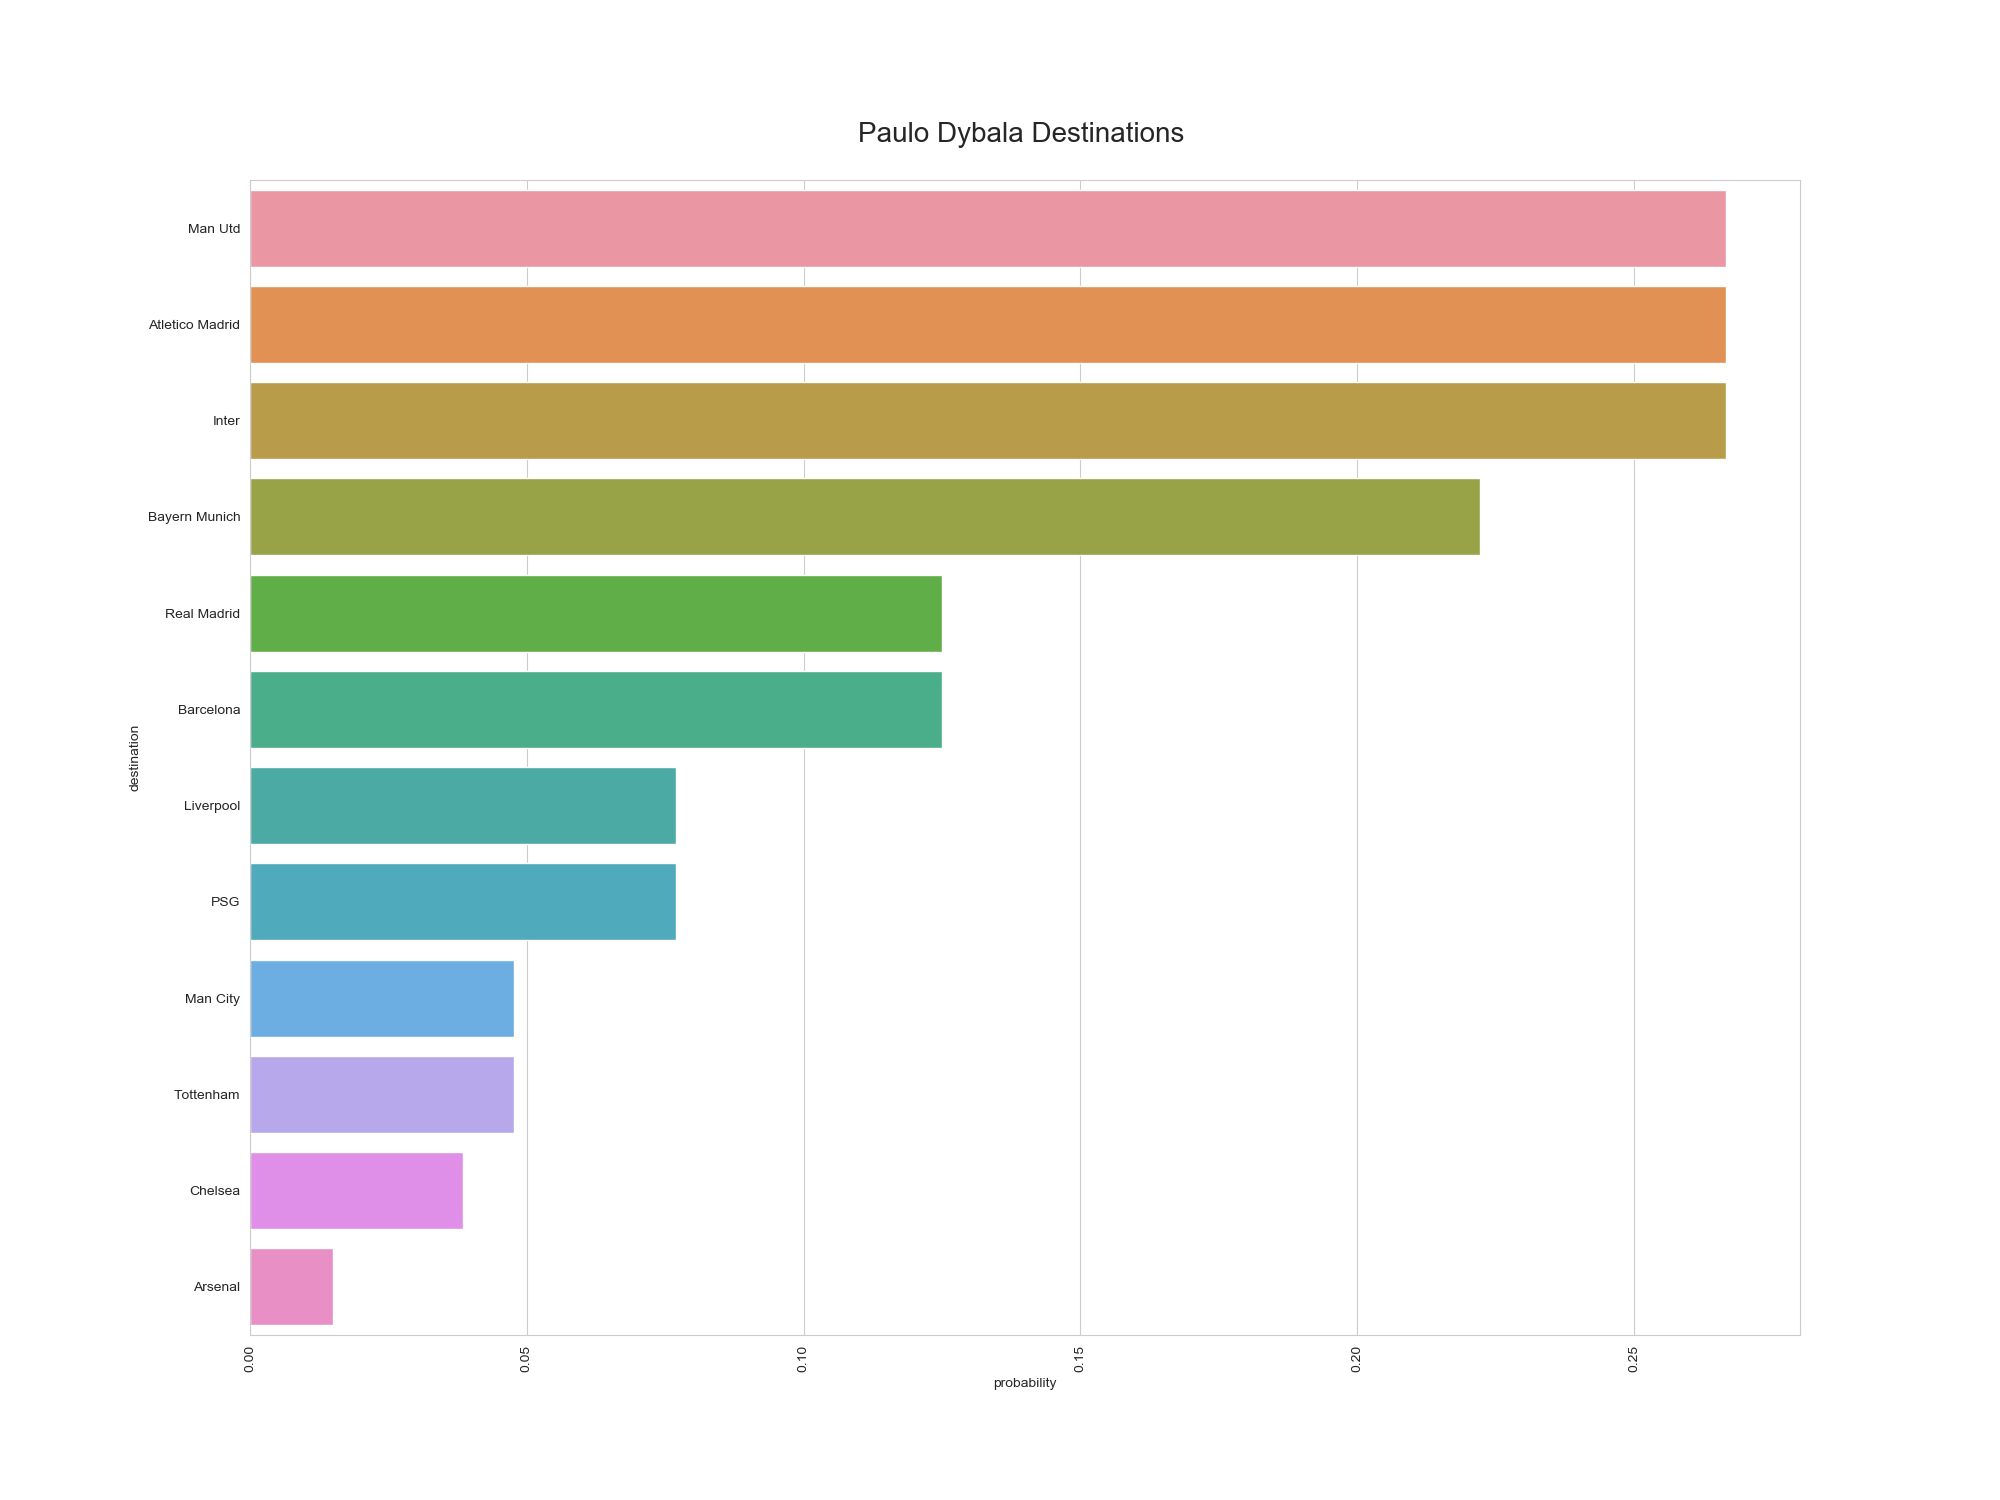 Paulo Dybala Destinations
Man Utd
Atletico Madrid
Inter
Bayern Munich
Real Madrid
Barcelona
destination
Liverpool
PSG
Man City
Tottenham
Chelsea
Arsenal
0.00 0.05 0.10 0.15 0.20 0.25
probability